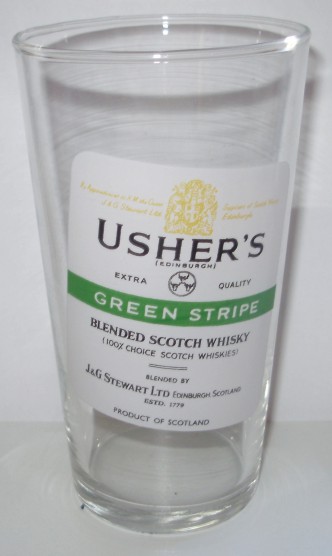 USHER'S
(EDINBURGH)
EXTRA QUALITY
GREEN STRIPE
BLENDED SCOTCH WHISKY
(100% CHOICE SCOTCH WHISKIES)
BLENDED BY
J&G STEWART LTD EDINBURGH SCOTLAND
ESTD. 1779
PRODUCT OF SCOTLAND